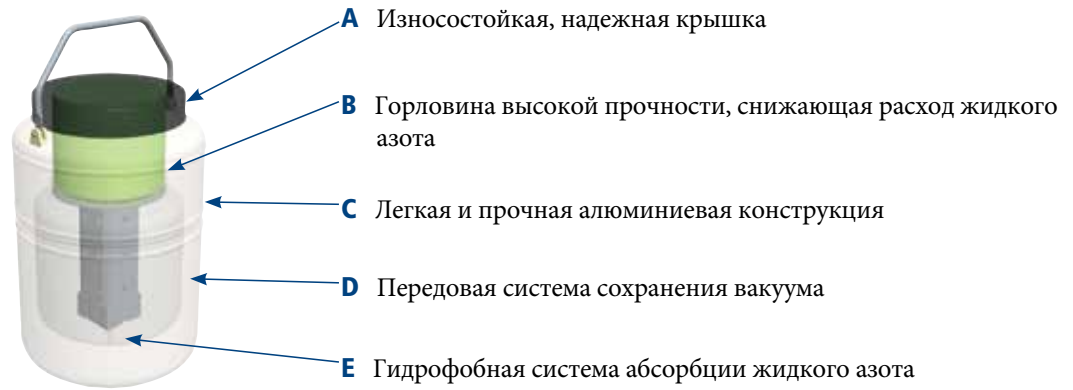 A Износостойкая, надежная крышка
B Горловина высокой прочности, снижающая расход жидкого
азота
C Легкая и прочная алюминиевая конструкция
D Передовая система сохранения вакуума
E Гидрофобная система абсорбции жидкого азота